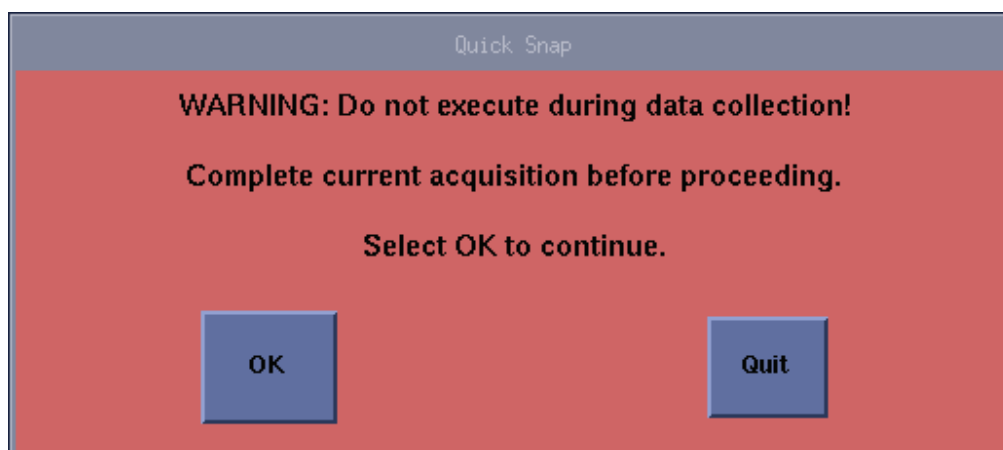 Quick Snap
WARNING: Do not execute during data collection!
Complete current acquisition before proceeding.
Select OK to continue.
OK
Quit